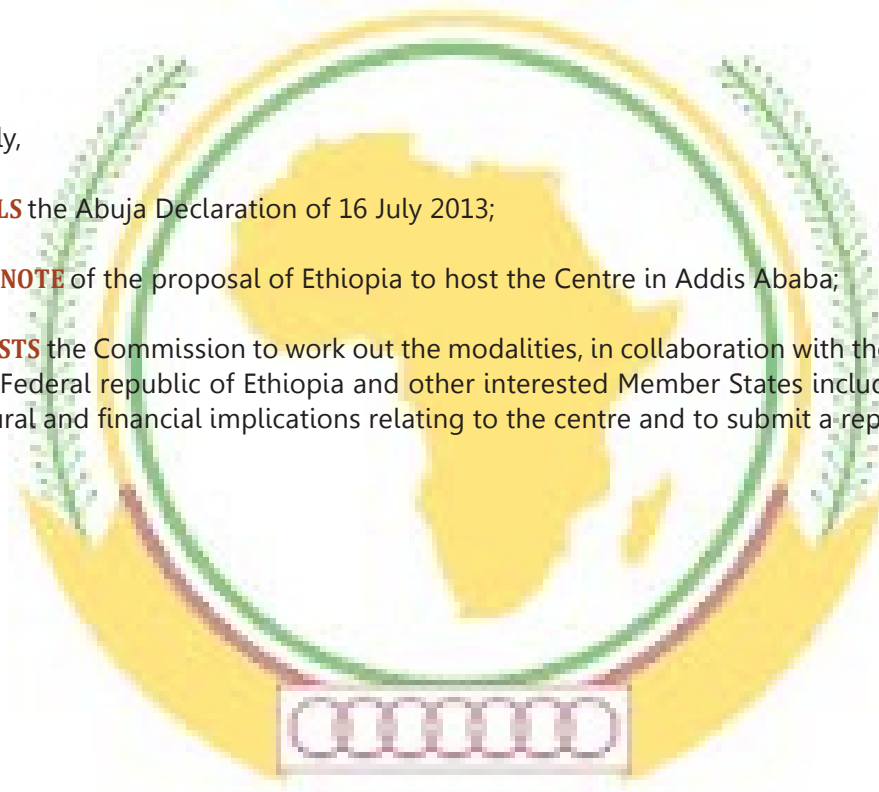 ly,
LS the Abuja Declaration of 16 July 2013;
NOTE of the proposal of Ethiopia to host the Centre in Addis Ababa;
STS the Commission to work out the modalities, in collaboration with the
Federal republic of Ethiopia and other interested Member States includ
ural and financial implications relating to the centre and to submit a rep